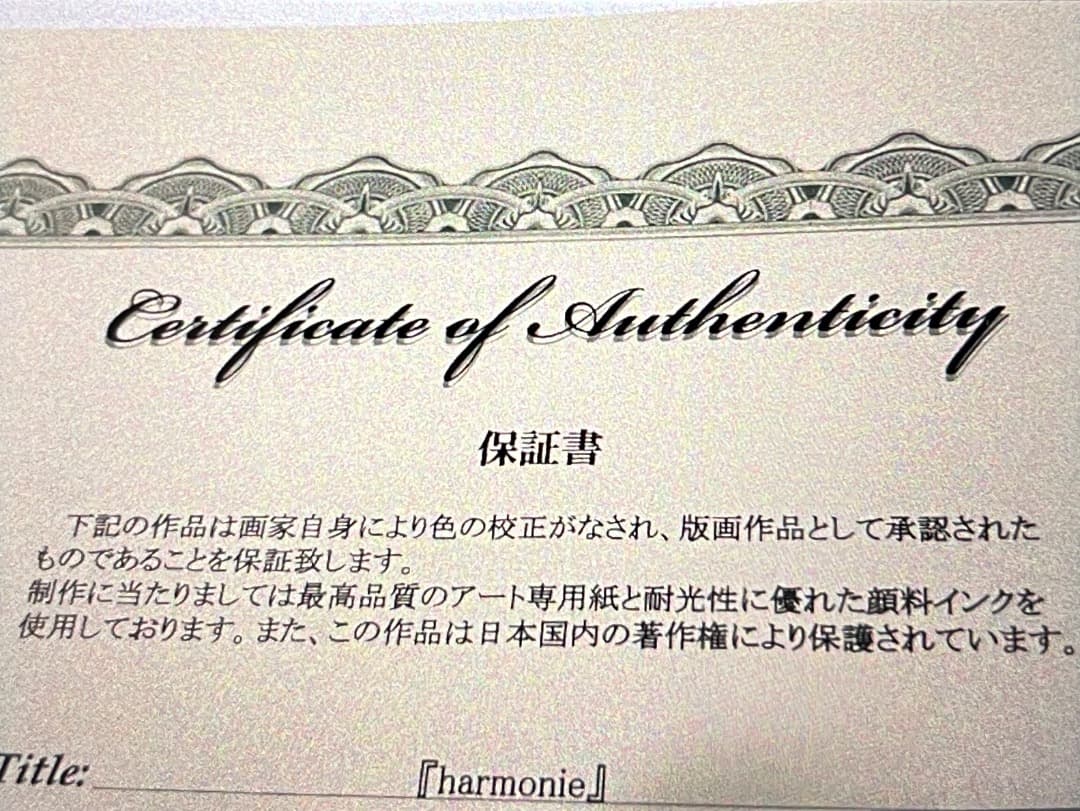 Certificate of Authenticity
保証書
下記の作品は画家自身により色の校正がなされ、版画作品として承認された
ものであることを保証致します。
制作に当たりましては最高品質のアート専用紙と耐光性に優れた顔料インクを
使用しております。また、この作品は日本国内の著作権により保護されています。
Title: 『harmonie』